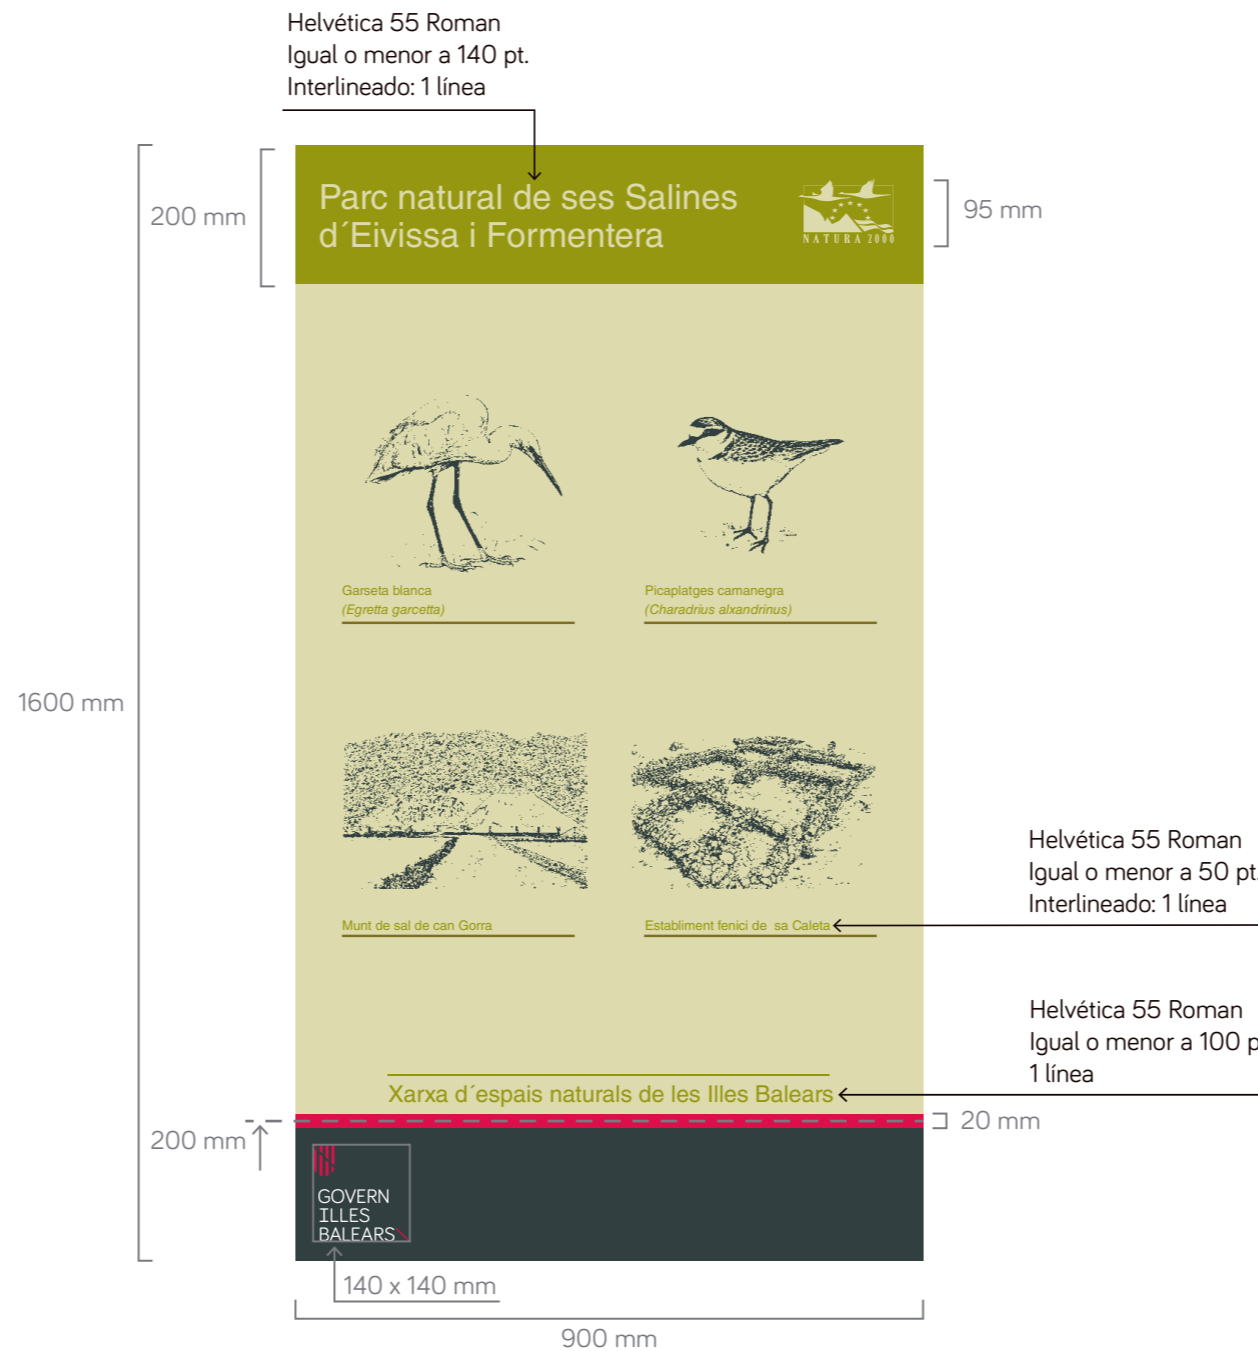 Helvética 55 Roman
Igual o menor a 140 pt.
Interlineado: 1 línea
200 mm
Parc natural de ses Salines
d´Eivissa i Formentera
NATURA 2000
95 mm
Garseta blanca
(Egretta garcetta)
Picaplatges camanegra
(Charadrius alxandrinus)
1600 mm
Munt de sal de can Gorra
Establiment fenici de sa Caleta
Helvética 55 Roman
Igual o menor a 50 pt.
Interlineado: 1 línea
Helvética 55 Roman
Igual o menor a 100 p
1 línea
Xarxa d´espais naturals de les Illes Balears
20 mm
200 mm
GOVERN
ILLES
BALEARS
140 x 140 mm
900 mm